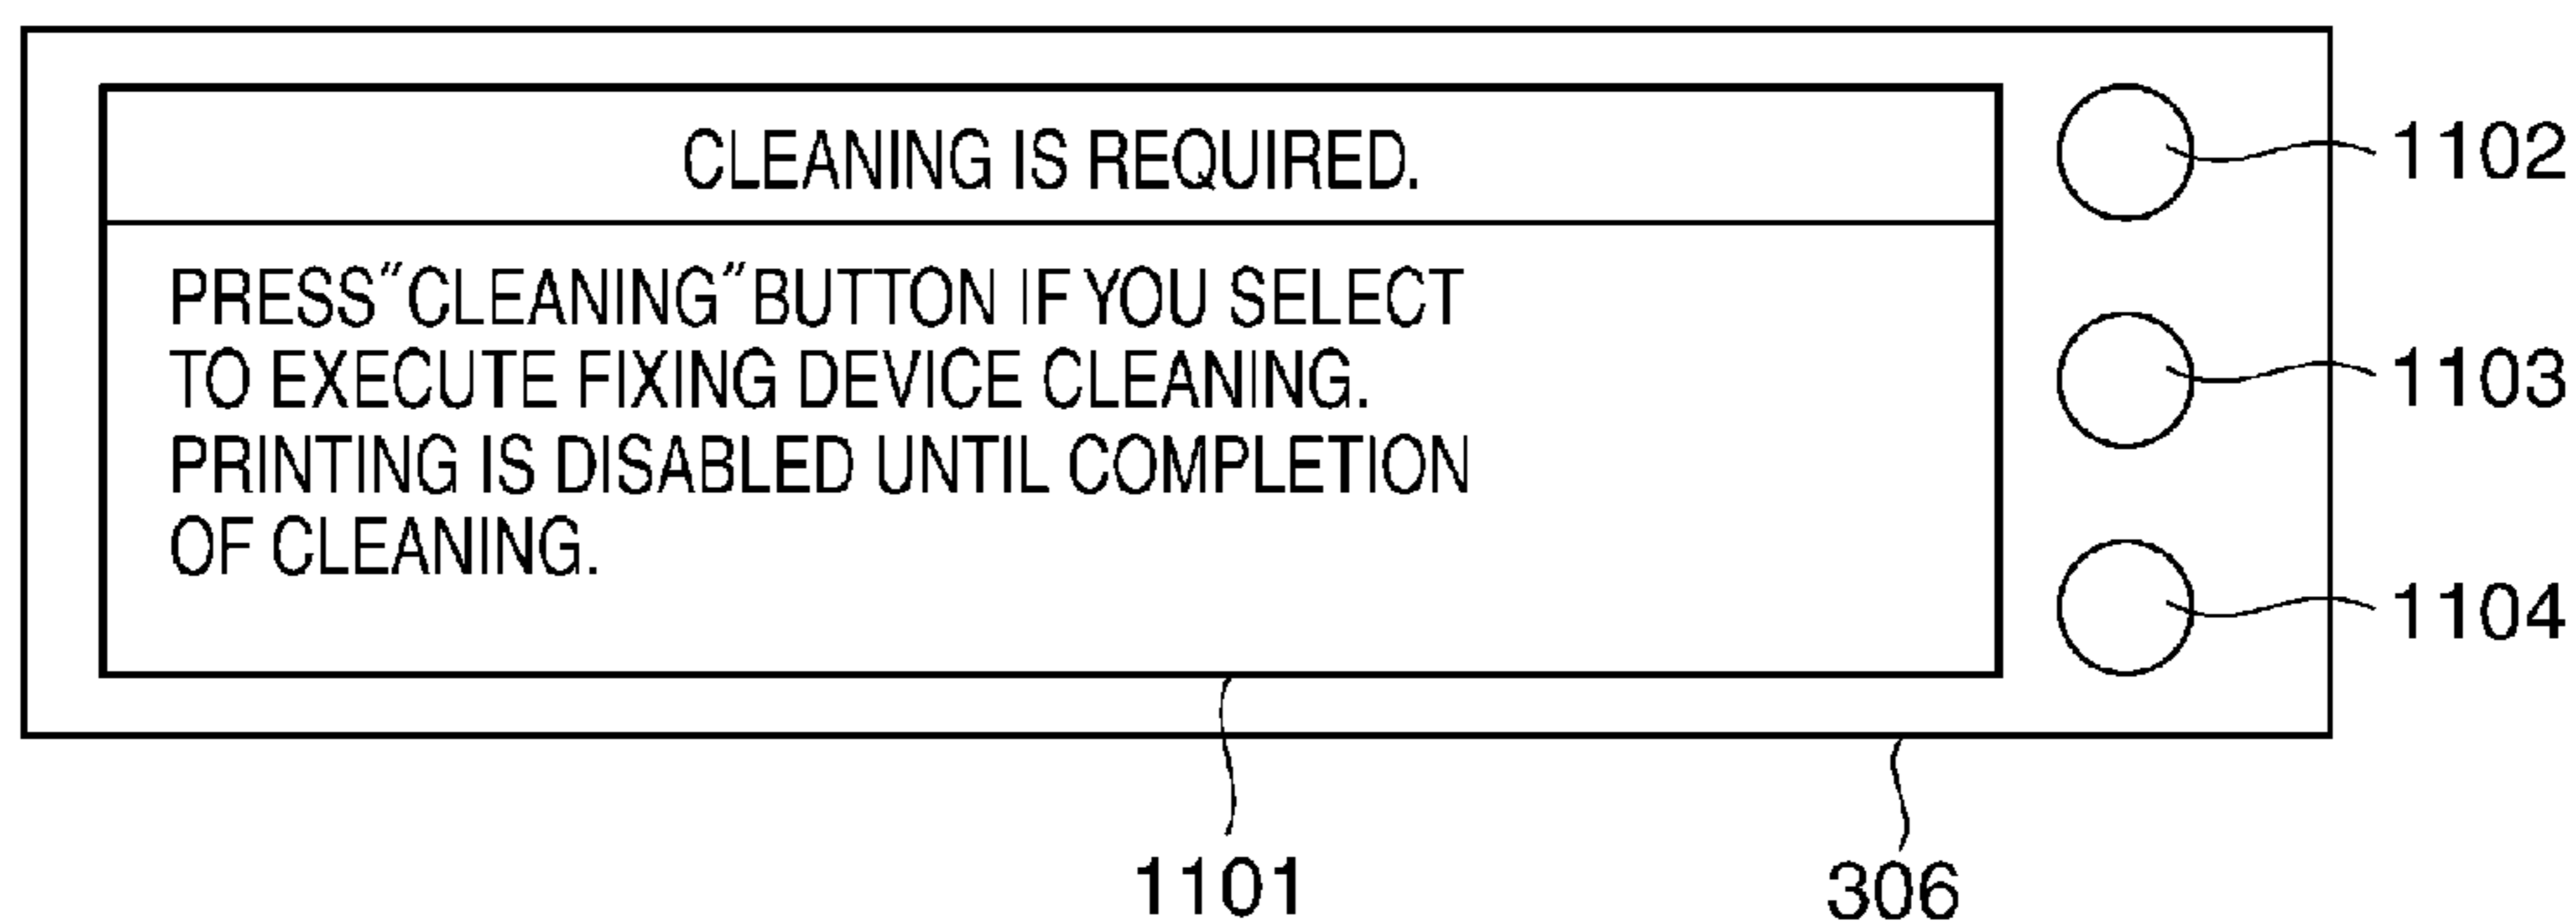 CLEANING IS REQUIRED.
PRESS"CLEANING"BUTTON IF YOU SELECT
TO EXECUTE FIXING DEVICE CLEANING.
PRINTING IS DISABLED UNTIL COMPLETION
OF CLEANING.
1102
1103
1104
1101
306